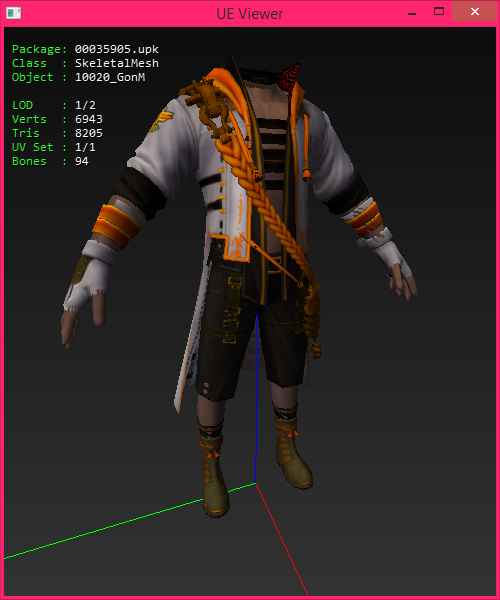 UE Viewer
Package: 00035905.upk
Class : SkeletalMesh
Object : 10020_GonM
LOD : 1/2
Verts : 6943
Tris : 8205
UV Set : 1/1
Bones : 94